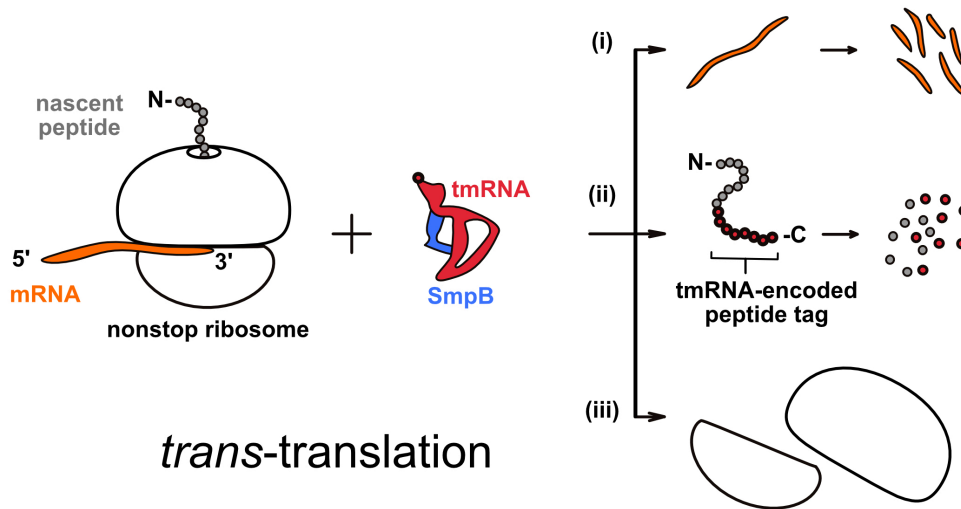 nascent
peptide
N-
5'
3'
mRNA
nonstop ribosome
tmRNA
SmpB
(i)
(ii)
N-
-C
tmRNA-encoded
peptide tag
(iii)
trans-translation